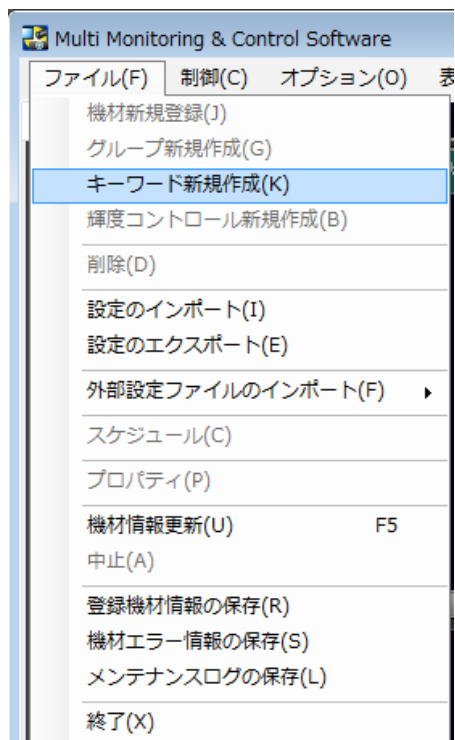 Multi Monitoring & Control Software
ファイル(F) 制御(C) オプション(O) 表
機材新規登録(J)
グループ新規作成(G)
キーワード新規作成(K)
輝度コントロール新規作成(B)
削除(D)
設定のインポート(I)
設定のエクスポート(E)
外部設定ファイルのインポート(F)
スケジュール(C)
プロパティ(P)
機材情報更新(U) F5
中止(A)
登録機材情報の保存(R)
機材エラー情報の保存(S)
メンテナンスログの保存(L)
終了(X)